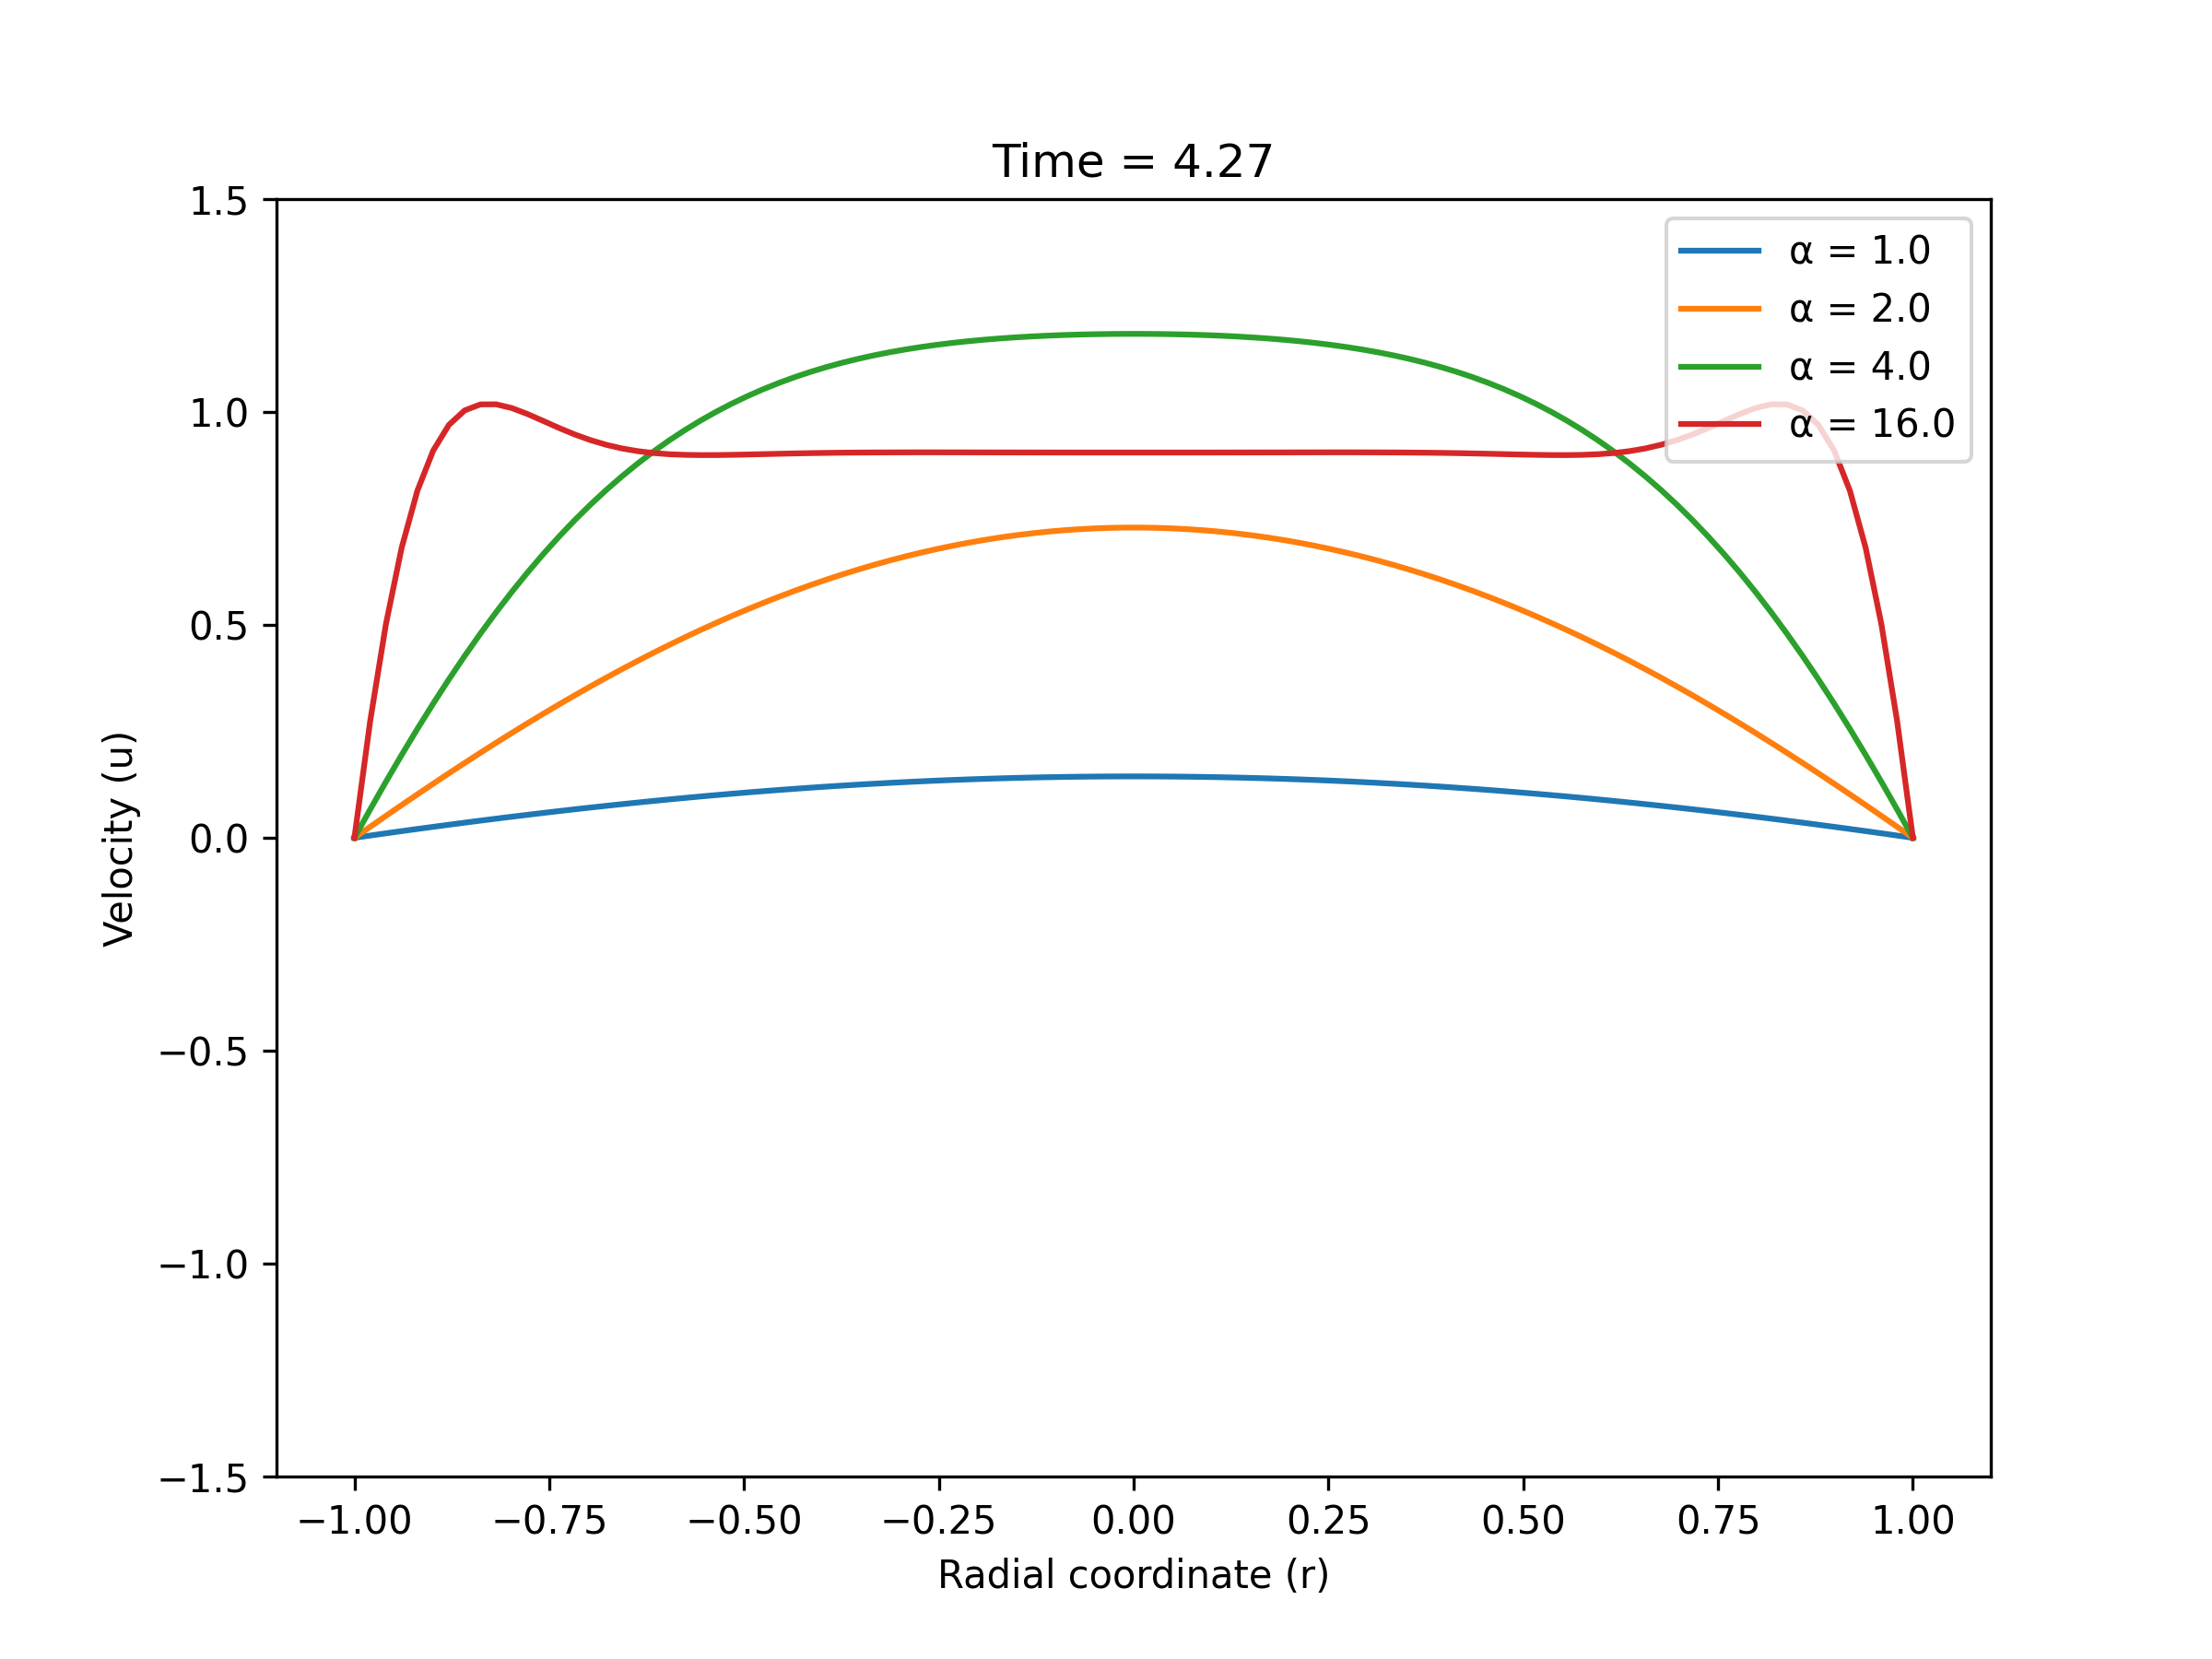 Time = 4.27
1.5
1.0
0.5
0.0
−0.5
−1.0
−1.5
Velocity (u)
α = 1.0
α = 2.0
α = 4.0
α = 16.0
−1.00 −0.75 −0.50 −0.25 0.00 0.25 0.50 0.75 1.00
Radial coordinate (r)